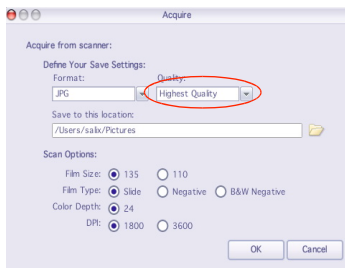 Acquire
Acquire from scanner:
Define Your Save Settings:
Format: Quality:
JPG Highest Quality
Save to this location:
/Users/salix/Pictures
Scan Options:
Film Size: 135 110
Film Type: Slide Negative B&W Negative
Color Depth: 24
DPI: 1800 3600
OK Cancel